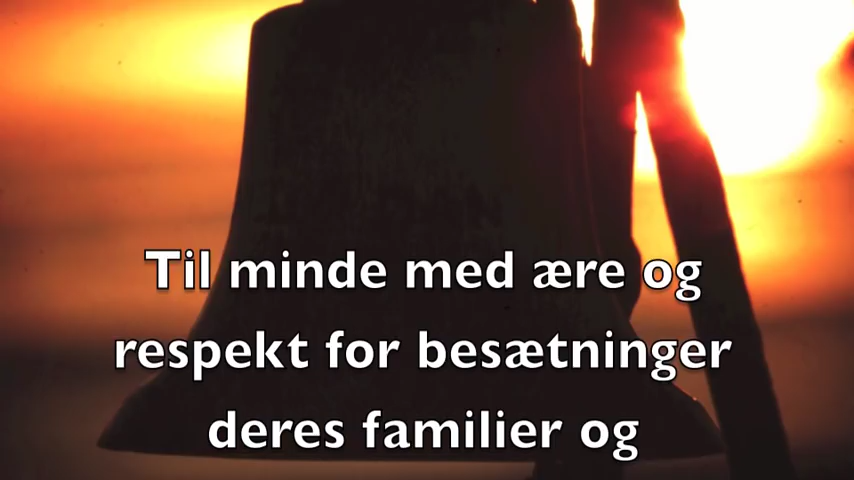 Til minde med ære og
respekt for besætninger
deres familier og